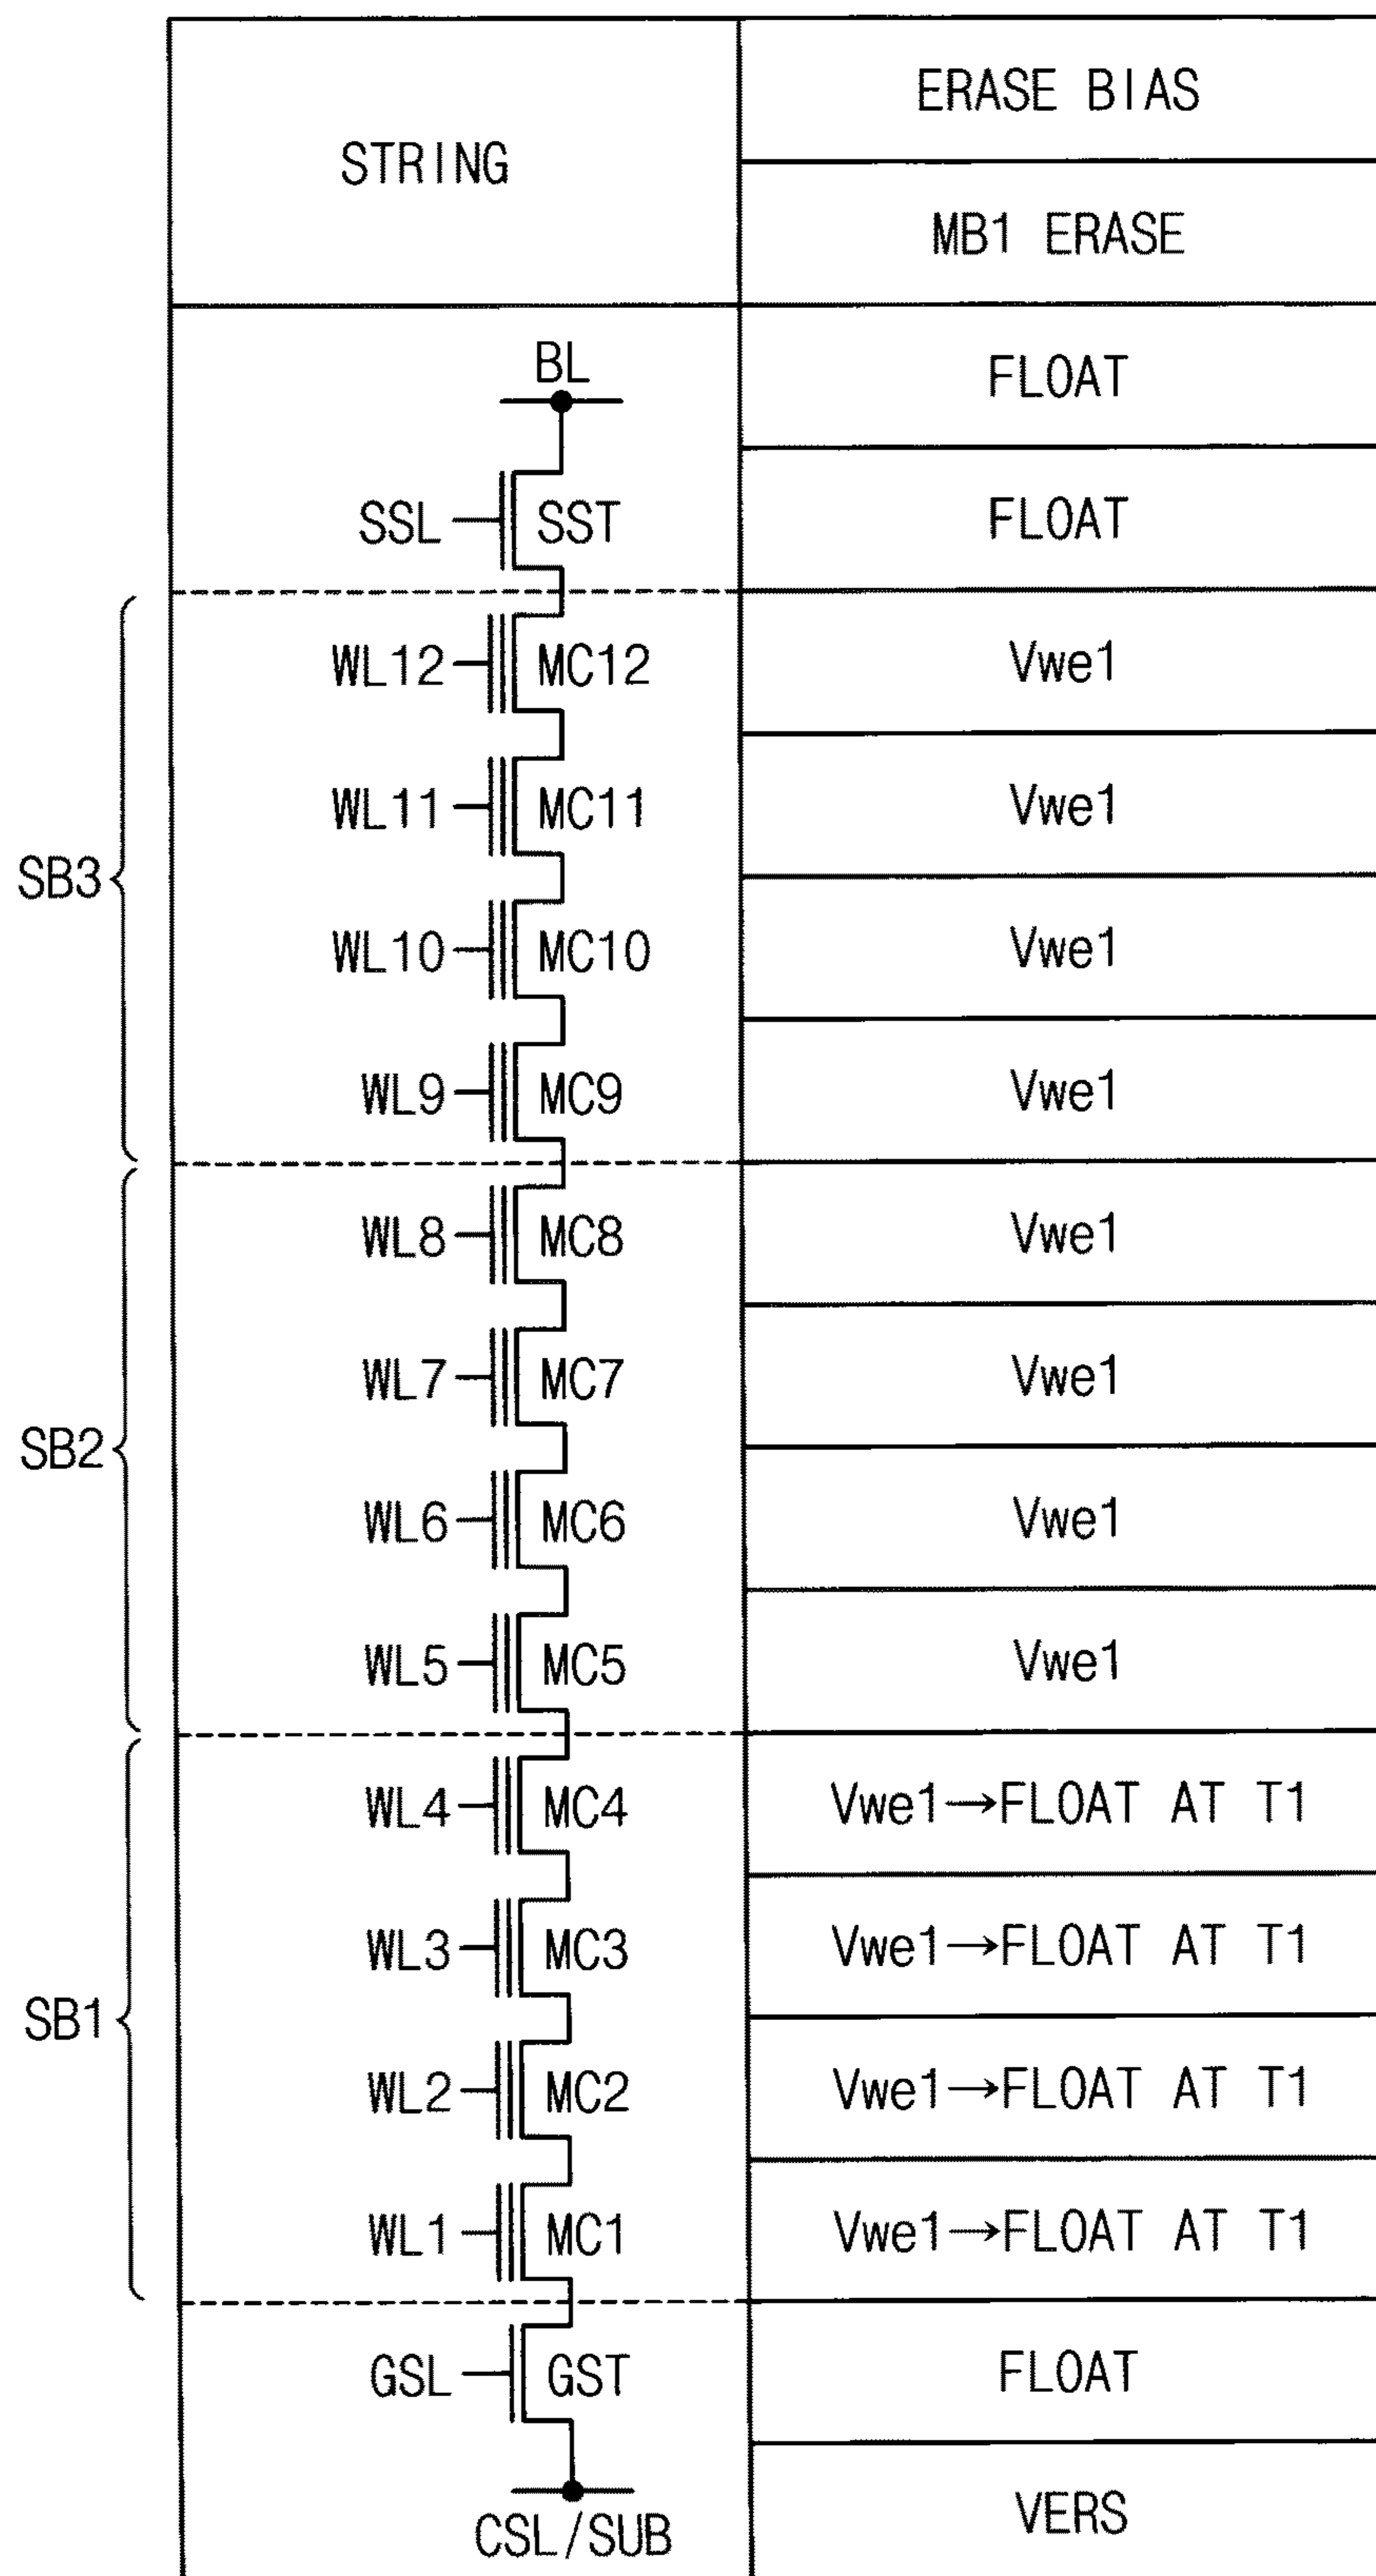 STRING
ERASE BIAS
MB1 ERASE
BL
FLOAT
SSL SST FLOAT
WL12 MC12 Vwe1
WL11 MC11 Vwe1
SB3
WL10 MC10 Vwe1
WL9 MC9 Vwe1
WL8 MC8 Vwe1
WL7 MC7 Vwe1
SB2
WL6 MC6 Vwe1
WL5 MC5 Vwe1
WL4 MC4 Vwe1→FLOAT AT T1
WL3 MC3 Vwe1→FLOAT AT T1
SB1
WL2 MC2 Vwe1→FLOAT AT T1
WL1 MC1 Vwe1→FLOAT AT T1
GSL GST FLOAT
CSL/SUB VERS